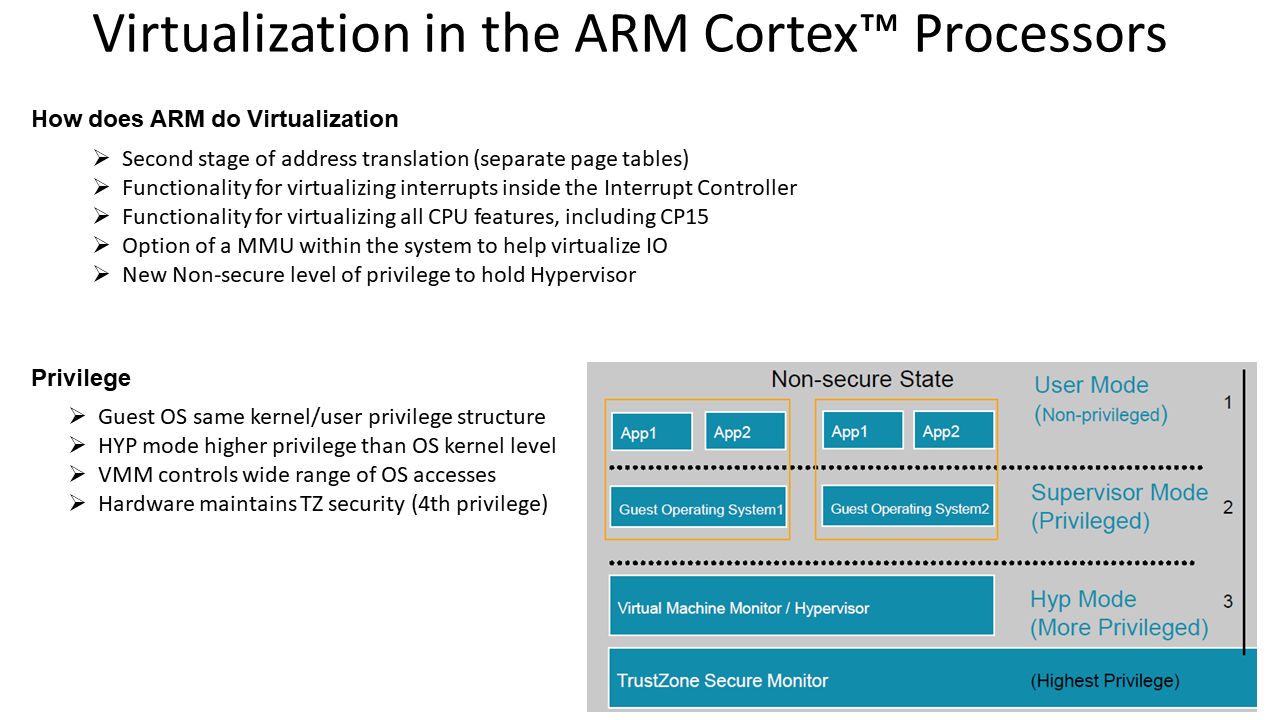 Virtualization in the ARM Cortex™ Processors
How does ARM do Virtualization
➢ Second stage of address translation (separate page tables)
➢ Functionality for virtualizing interrupts inside the Interrupt Controller
➢ Functionality for virtualizing all CPU features, including CP15
➢ Option of a MMU within the system to help virtualize IO
➢ New Non-secure level of privilege to hold Hypervisor
Privilege
➢ Guest OS same kernel/user privilege structure
➢ HYP mode higher privilege than OS kernel level
➢ VMM controls wide range of OS accesses
➢ Hardware maintains TZ security (4th privilege)
Non-secure State
App1
App2
App1
App2
User Mode
(Non-privileged)
1
Guest Operating System1
Guest Operating System2
Supervisor Mode
(Privileged)
2
Virtual Machine Monitor / Hypervisor
Hyp Mode
(More Privileged)
3
TrustZone Secure Monitor
(Highest Privilege)